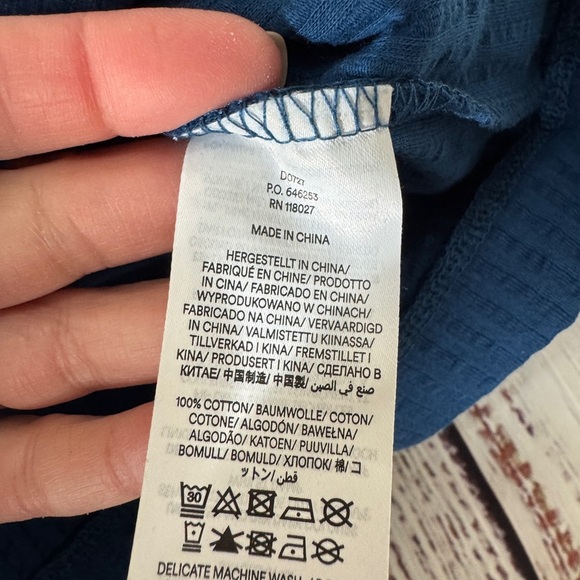 D0727
P.O. 646253
RN 118027
MADE IN CHINA
HERGESTELLT IN CHINA/
FABRIQUÉ EN CHINE/ PRODOTTO
IN CINA/ FABRICADO EN CHINA/
WYPRODUKOWANO W CHINACH/
FABRICADO NA CHINA/ VERVAARDIGD
IN CHINA/ VALMISTETTU KIINASSA/
TILLVERKAD I KINA/ FREMSTILLET I
KINA/ PRODUSERT I KINA/ СДЕЛАНО В
КИТАЕ/ 中国制造/ 中国製/ صنع في الصين/
100% COTTON/ BAUMWOLLE/ COTON/
COTONE/ ALGODÓN/ BAWEŁNA/
ALGODÃO/ KATOEN/ PUUVILLA/
BOMULL/ BOMULD/ ХЛОПОК/ 棉/ コ
ットン/ قطن/
30
DELICATE MACHINE WASH